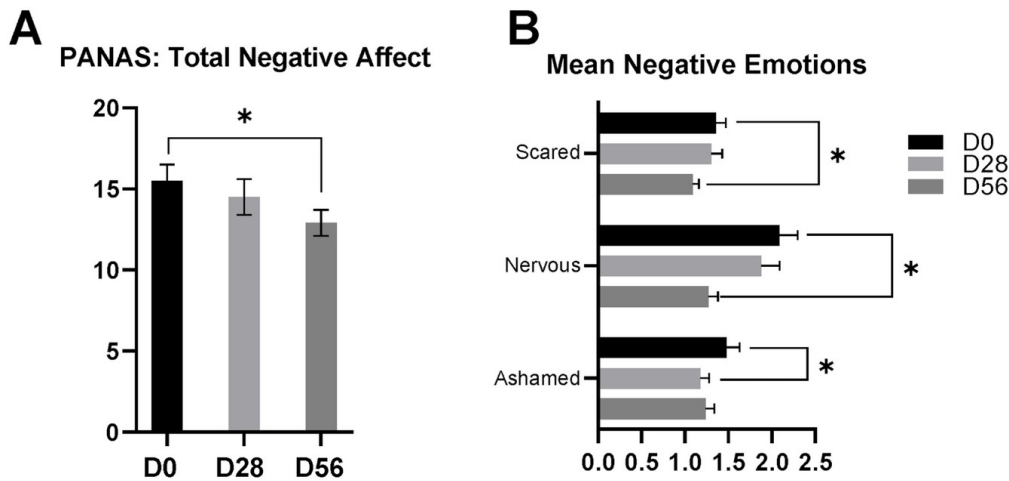 A
PANAS: Total Negative Affect
20
15
10
5
0
*
D0 D28 D56
B
Mean Negative Emotions
Scared
Nervous
Ashamed
*
*
*
0.0 0.5 1.0 1.5 2.0 2.5
D0
D28
D56